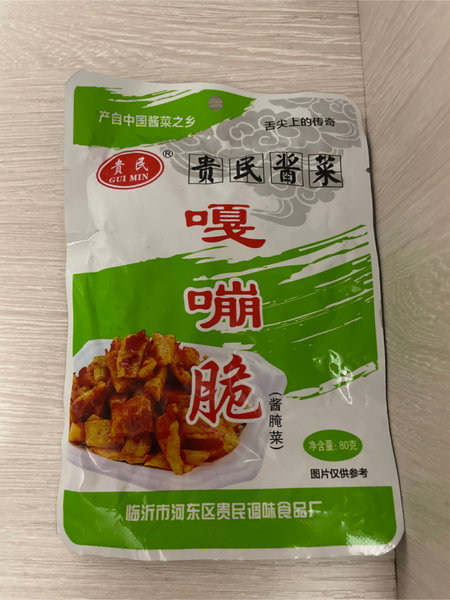 产自中国酱菜之乡
舌尖上的传奇
贵民
GUI MIN
®
贵民酱菜
嘎
嘣
脆
(酱腌菜)
净含量:80克
图片仅供参考
临沂市河东区贵民调味食品厂